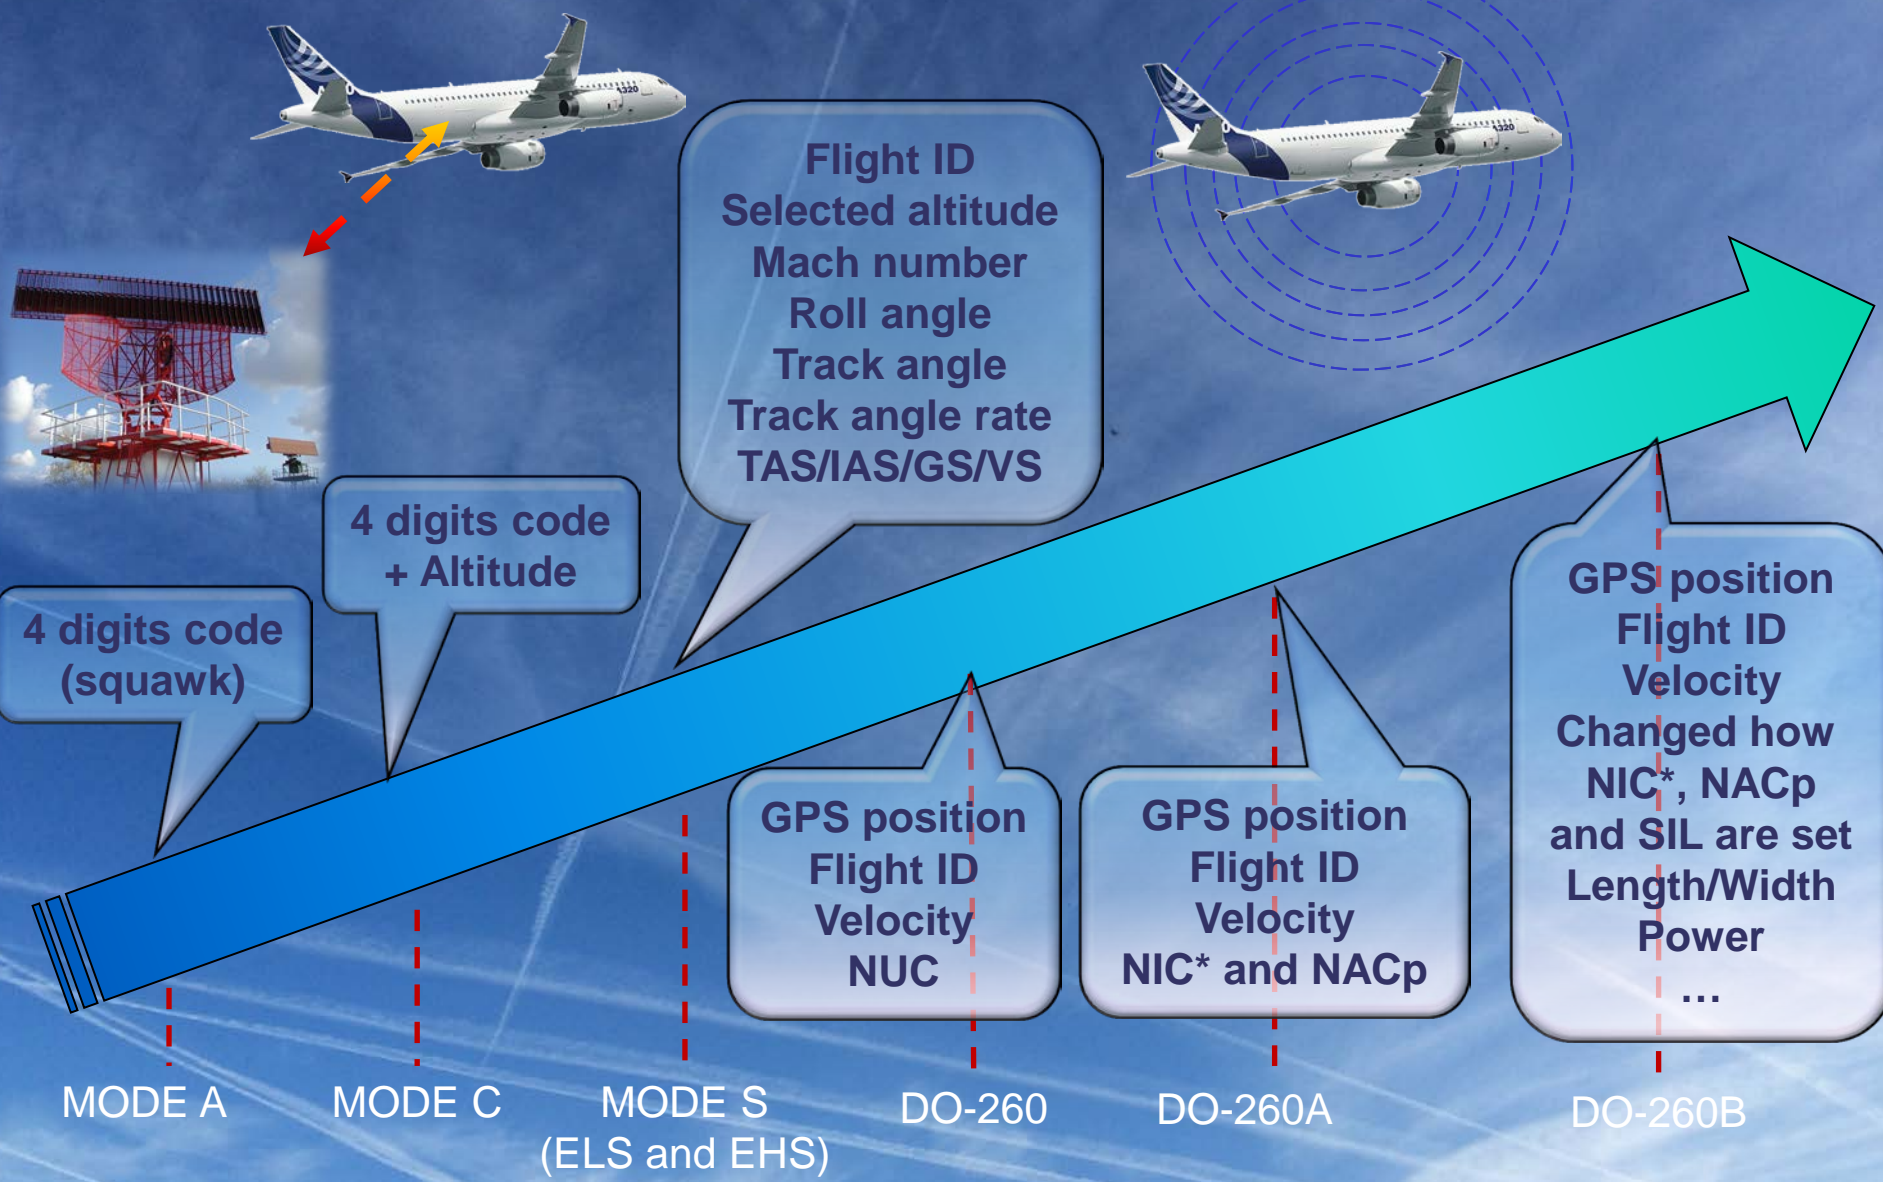 A320
A320
Flight ID
Selected altitude
Mach number
Roll angle
Track angle
Track angle rate
TAS/IAS/GS/VS
4 digits code
+ Altitude
4 digits code
(squawk)
GPS position
Flight ID
Velocity
NUC
GPS position
Flight ID
Velocity
NIC* and NACp
GPS position
Flight ID
Velocity
Changed how
NIC*, NACp
and SIL are set
Length/Width
Power
...
MODE A
MODE C
MODE S
(ELS and EHS)
DO-260
DO-260A
DO-260B